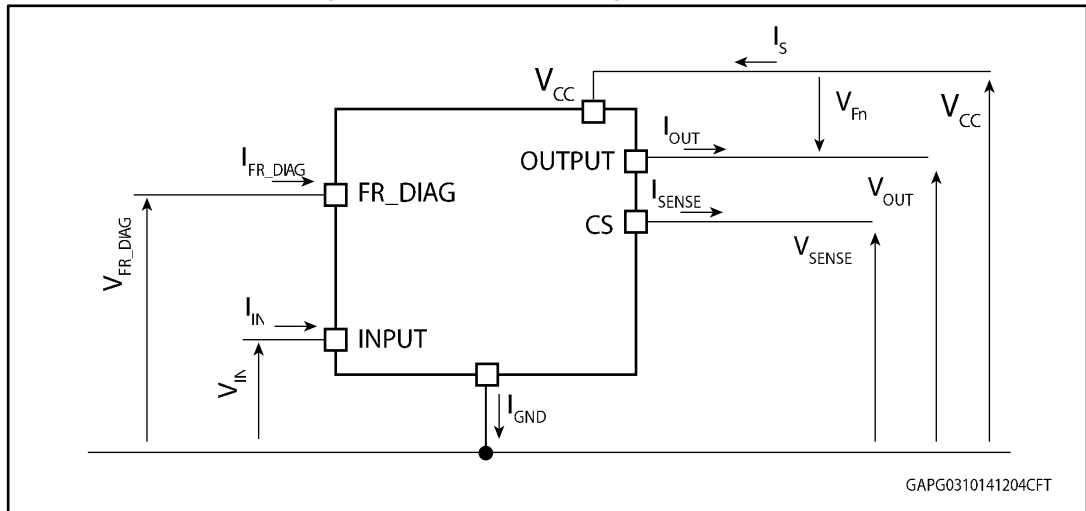 I_S
V_CC
V_Fn
V_CC
I_OUT
OUTPUT
I_FR_DIAG
FR_DIAG
I_SENSE
V_OUT
CS
V_SENSE
V_FR_DIAG
I_IN
INPUT
V_IN
I_GND
GAPG0310141204CFT